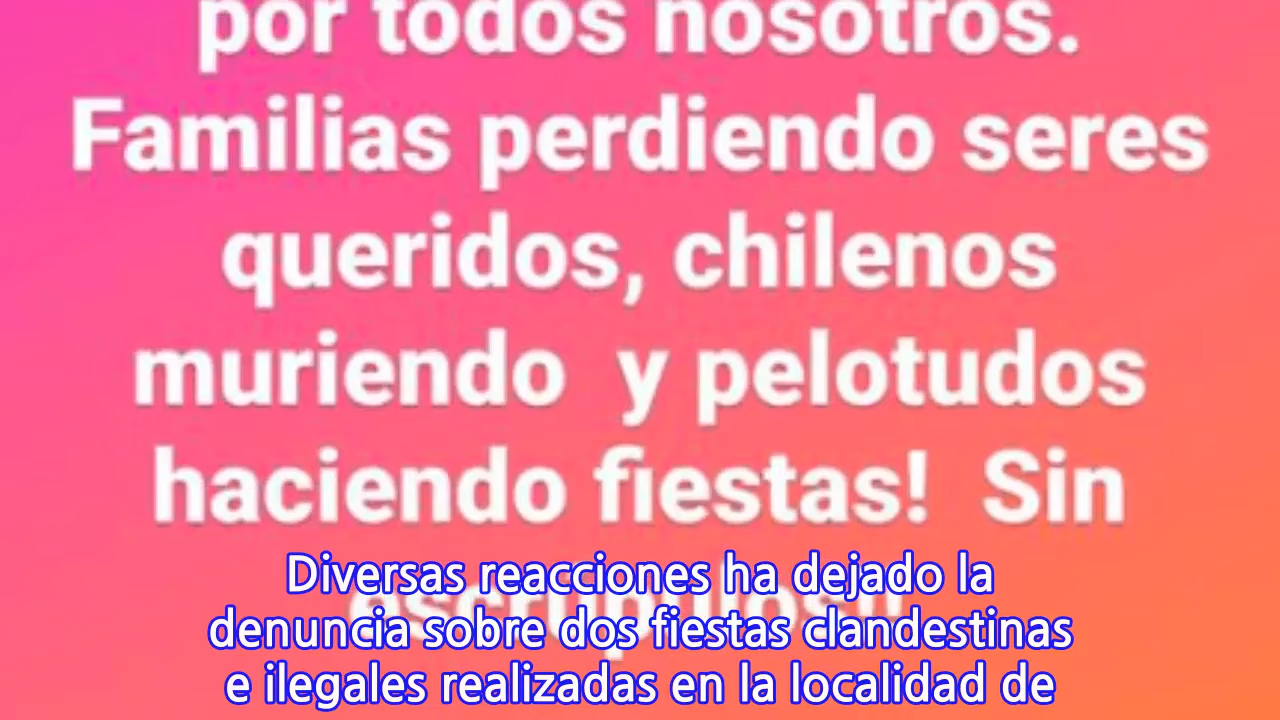 por todos nosotros.
Familias perdiendo seres
queridos, chilenos
muriendo y pelotudos
haciendo fiestas! Sin
escrúpulos!!
Diversas reacciones ha dejado la
denuncia sobre dos fiestas clandestinas
e ilegales realizadas en la localidad de